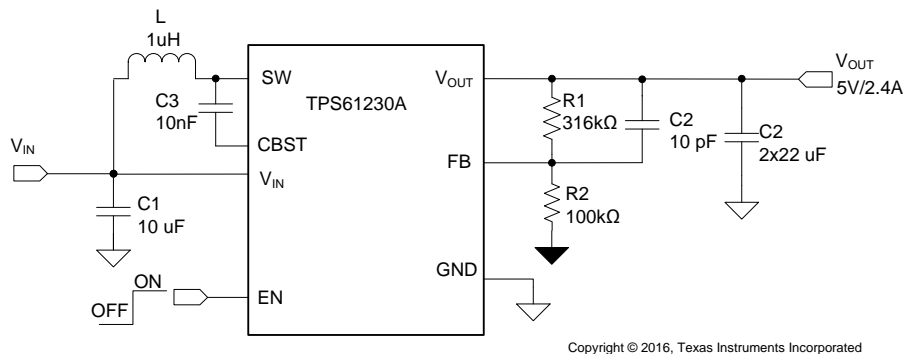 L
1uH
SW
C3
10nF
CBST
TPS61230A
VOUT
VOUT
5V/2.4A
R1
316kΩ
C2
10 pF
C2
2x22 uF
VIN
VIN
FB
C1
10 uF
R2
100kΩ
GND
ON
OFF
EN
Copyright © 2016, Texas Instruments Incorporated